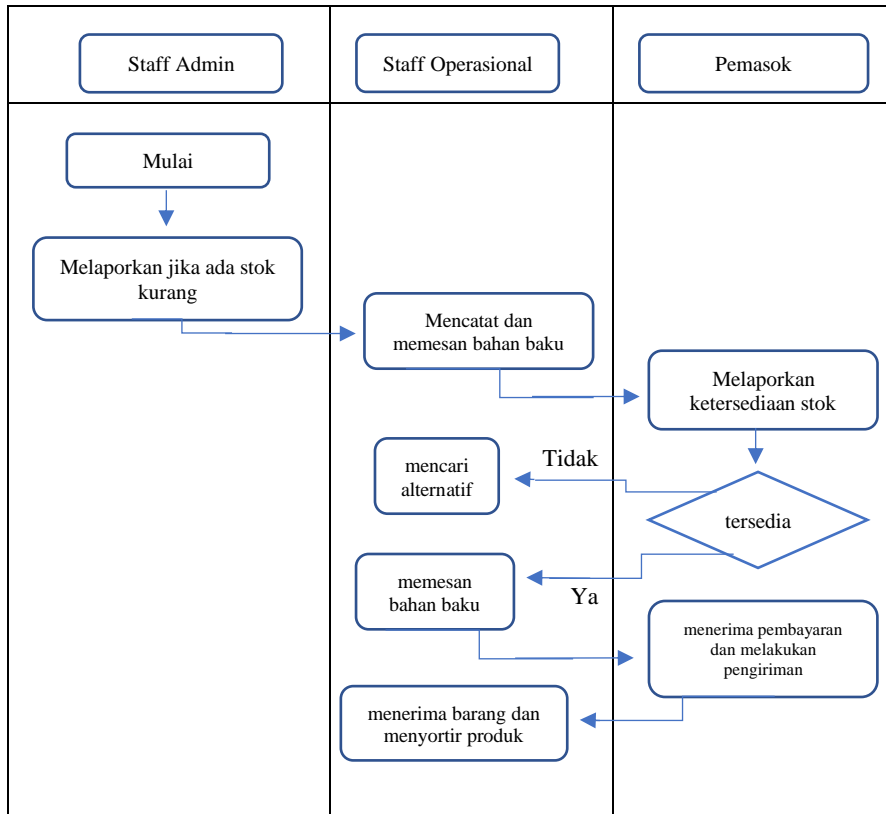 Staff Admin
Staff Operasional
Pemasok
Mulai
Melaporkan jika ada stok
kurang
Mencatat dan
memesan bahan baku
Melaporkan
ketersediaan stok
Tidak
mencari
alternatif
tersedia
memesan
bahan baku
Ya
menerima pembayaran
dan melakukan
pengiriman
menerima barang dan
menyortir produk